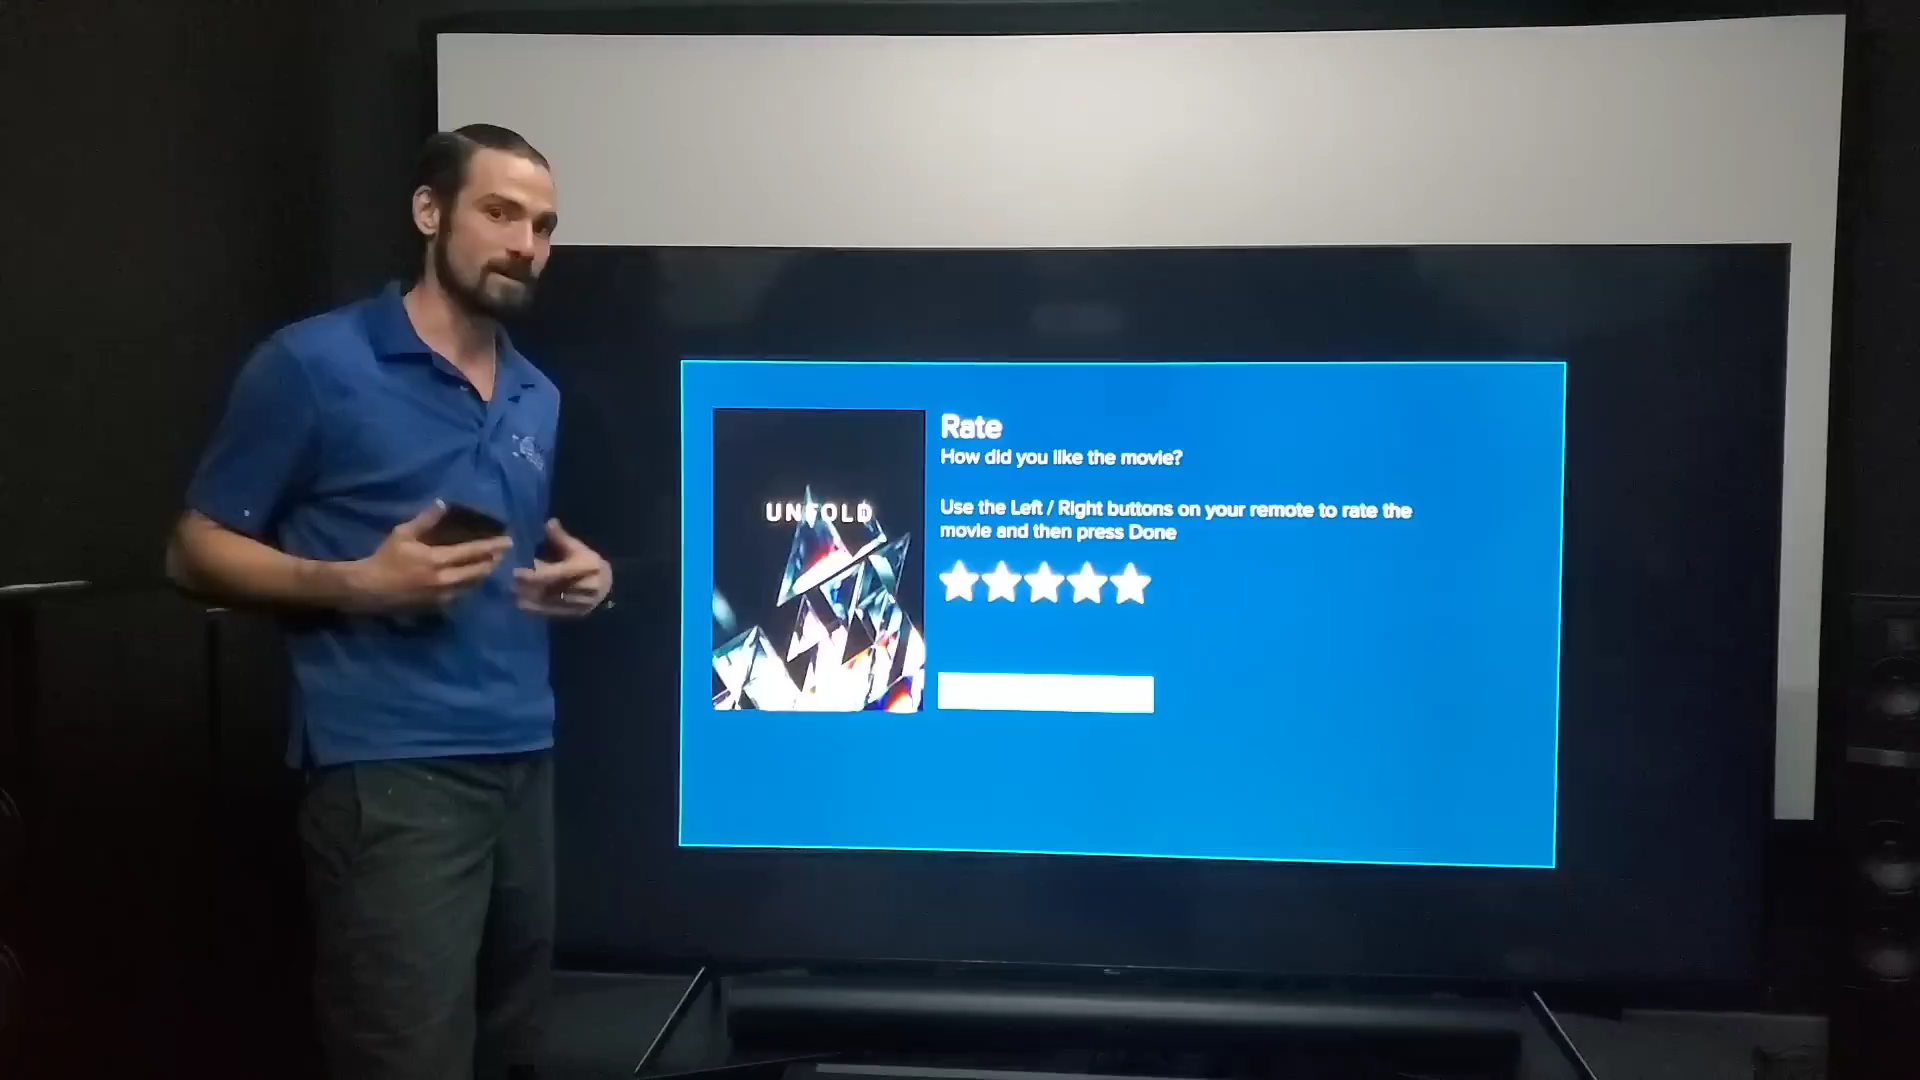 Rate
How did you like the movie?
Use the Left / Right buttons on your remote to rate the
movie and then press Done
UNFOLD